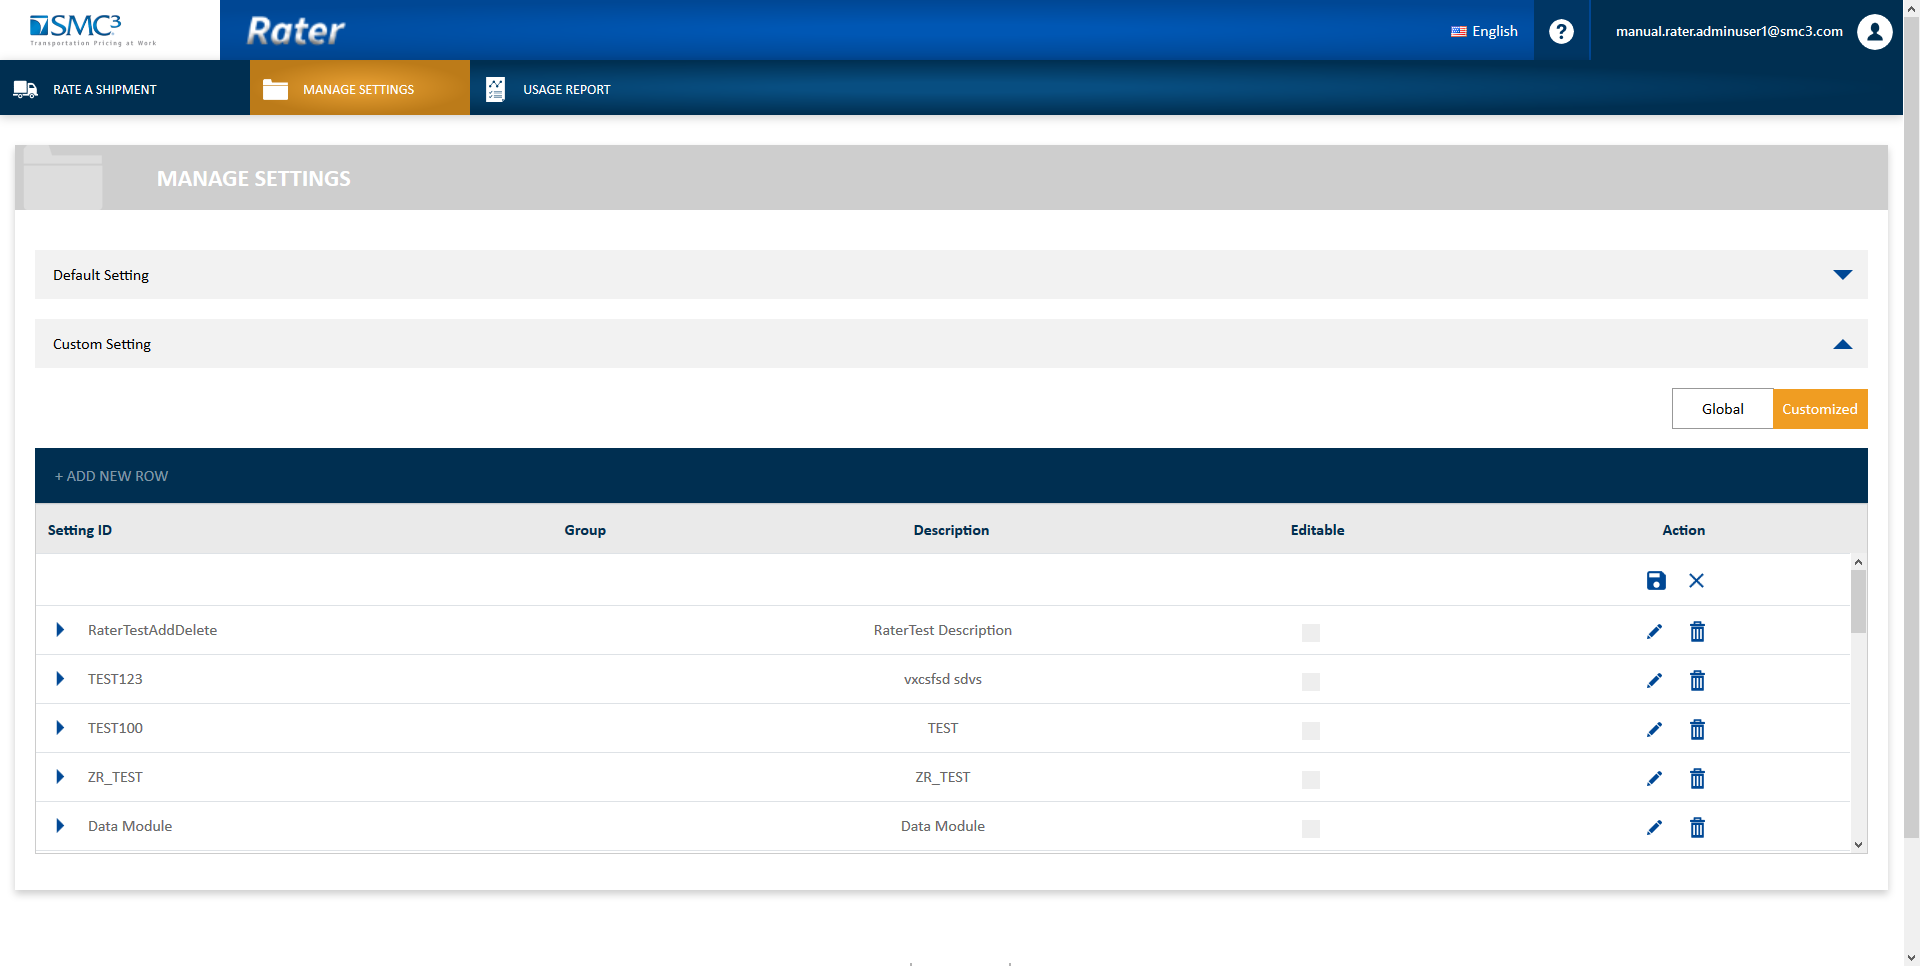 SMC3
Transportation Pricing at Work
Rater
English
?
manual.rater.adminuser1@smc3.com
RATE A SHIPMENT
MANAGE SETTINGS
USAGE REPORT
MANAGE SETTINGS
Default Setting
Custom Setting
Global
Customized
+ ADD NEW ROW
Setting ID Group Description Editable Action
RaterTestAddDelete RaterTest Description
TEST123 vxcsfsd sdvs
TEST100 TEST
ZR_TEST ZR_TEST
Data Module Data Module